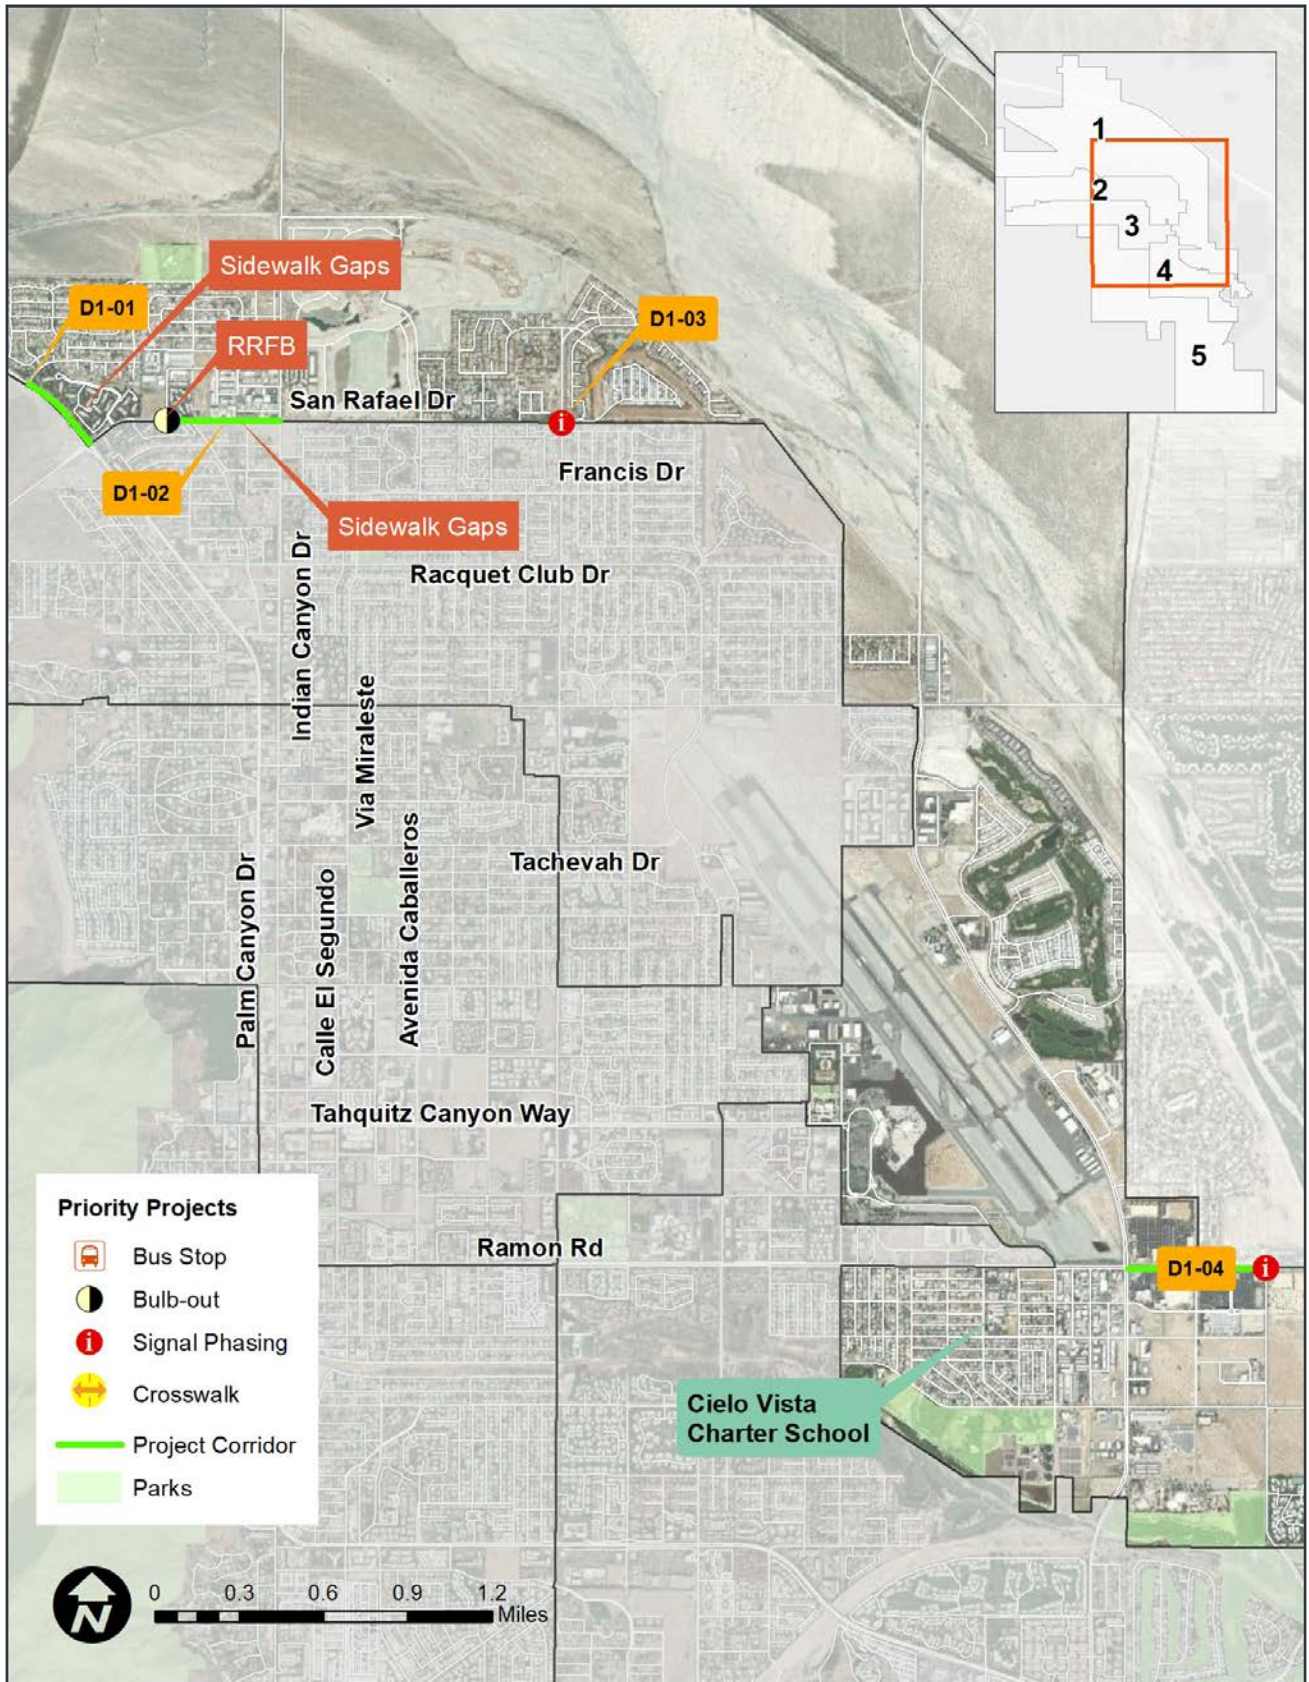 1
2
3
4
5
Sidewalk Gaps
D1-01
D1-03
RRFB
San Rafael Dr
Francis Dr
D1-02
Sidewalk Gaps
Indian Canyon Dr
Racquet Club Dr
Via Miraleste
Palm Canyon Dr
Calle El Segundo
Avenida Caballeros
Tachevah Dr
Tahquitz Canyon Way
Ramon Rd
D1-04
i
i
Cielo Vista
Charter School
Priority Projects
Bus Stop
Bulb-out
i Signal Phasing
Crosswalk
Project Corridor
Parks
N
0 0.3 0.6 0.9 1.2
Miles